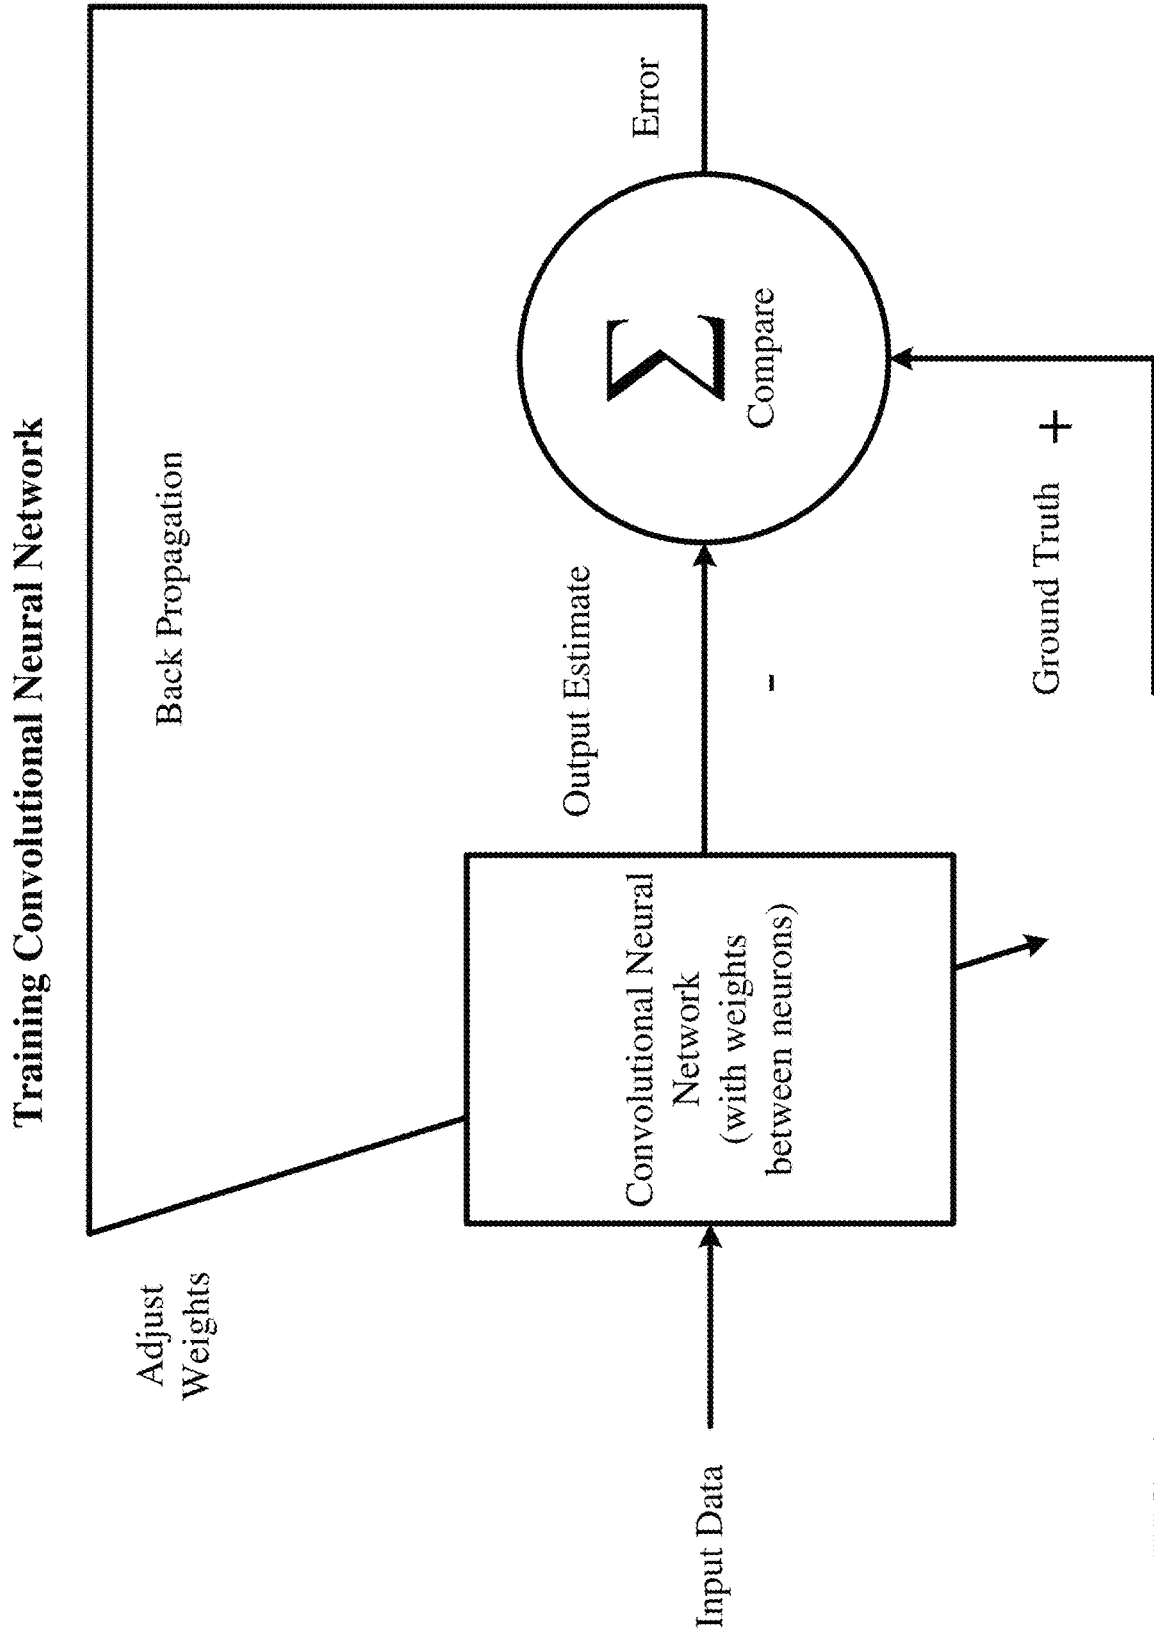 Training Convolutional Neural Network
Adjust
Weights
Back Propagation
Input Data
Convolutional Neural
Network
(with weights
between neurons)
Output Estimate
-
Σ
Compare
Error
Ground Truth +